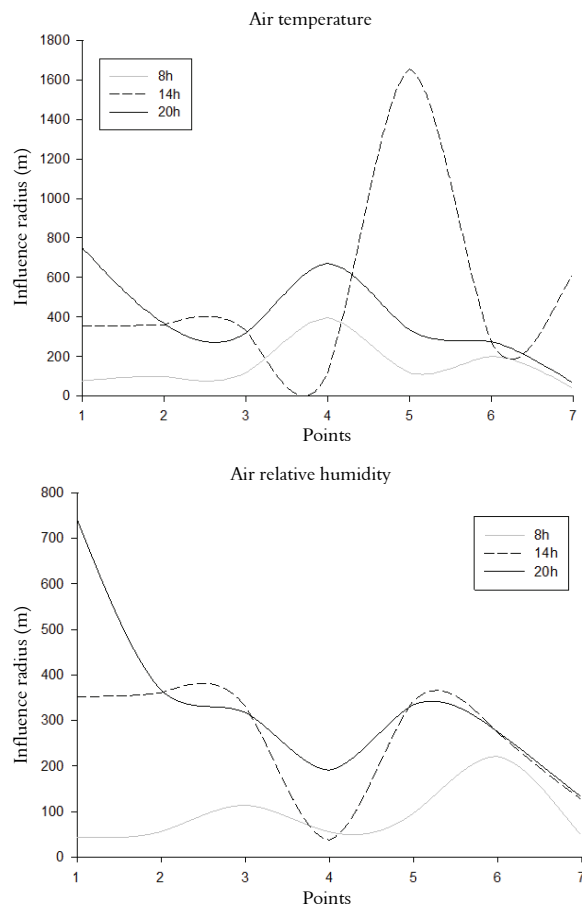 Air temperature
1800
1600
1400
1200
1000
800
600
400
200
0
Influence radius (m)
8h
14h
20h
1 2 3 4 5 6 7
Points
Air relative humidity
800
700
600
500
400
300
200
100
0
Influence radius (m)
8h
14h
20h
1 2 3 4 5 6 7
Points